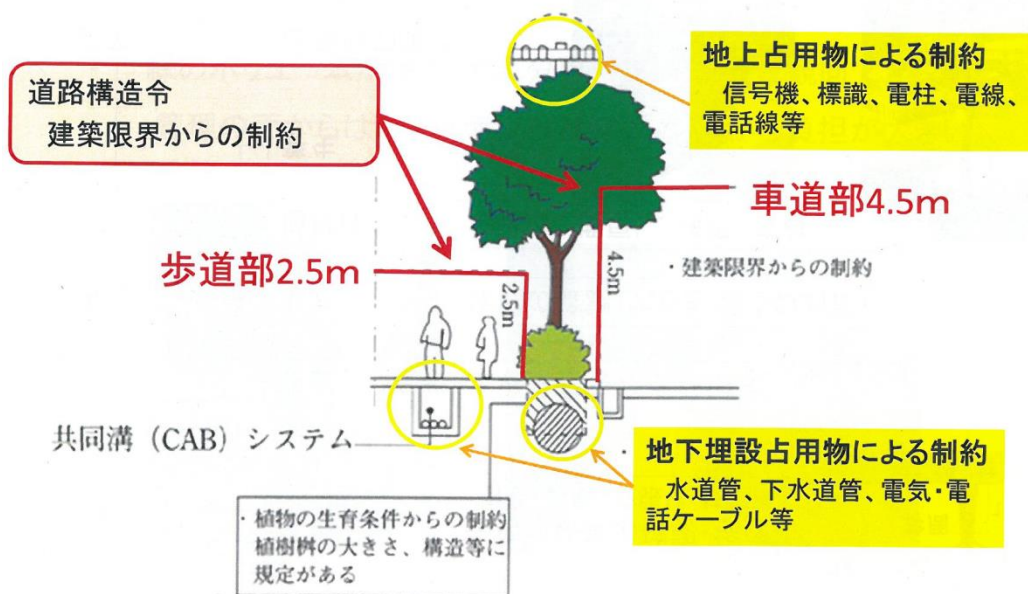 道路構造令
建築限界からの制約
地上占用物による制約
信号機、標識、電柱、電線、
電話線等
車道部4.5m
歩道部2.5m
4.5m
2.5m
・建築限界からの制約
共同溝（CAB）システム
地下埋設占用物による制約
水道管、下水道管、電気・電
話ケーブル等
・植物の生育条件からの制約
植樹桝の大きさ、構造等に
規定がある